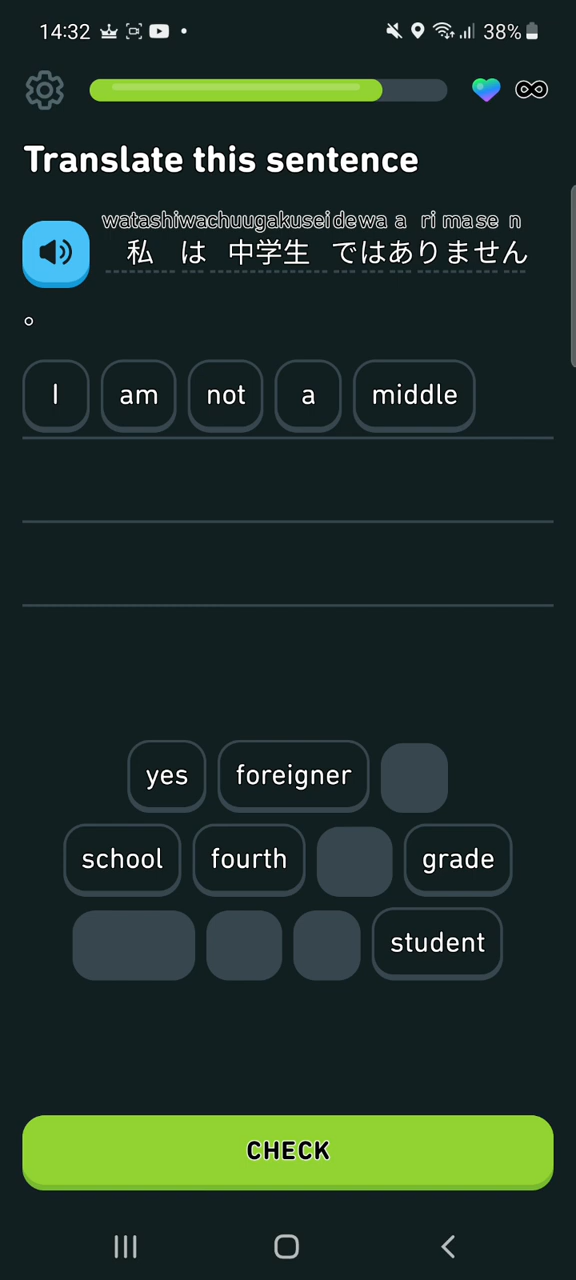 14:32
38%
Translate this sentence
watashiwachuugakuseidewa a ri mase n
私 は 中学生 ではありません
。
I am not a middle
yes foreigner
school fourth grade
student
CHECK